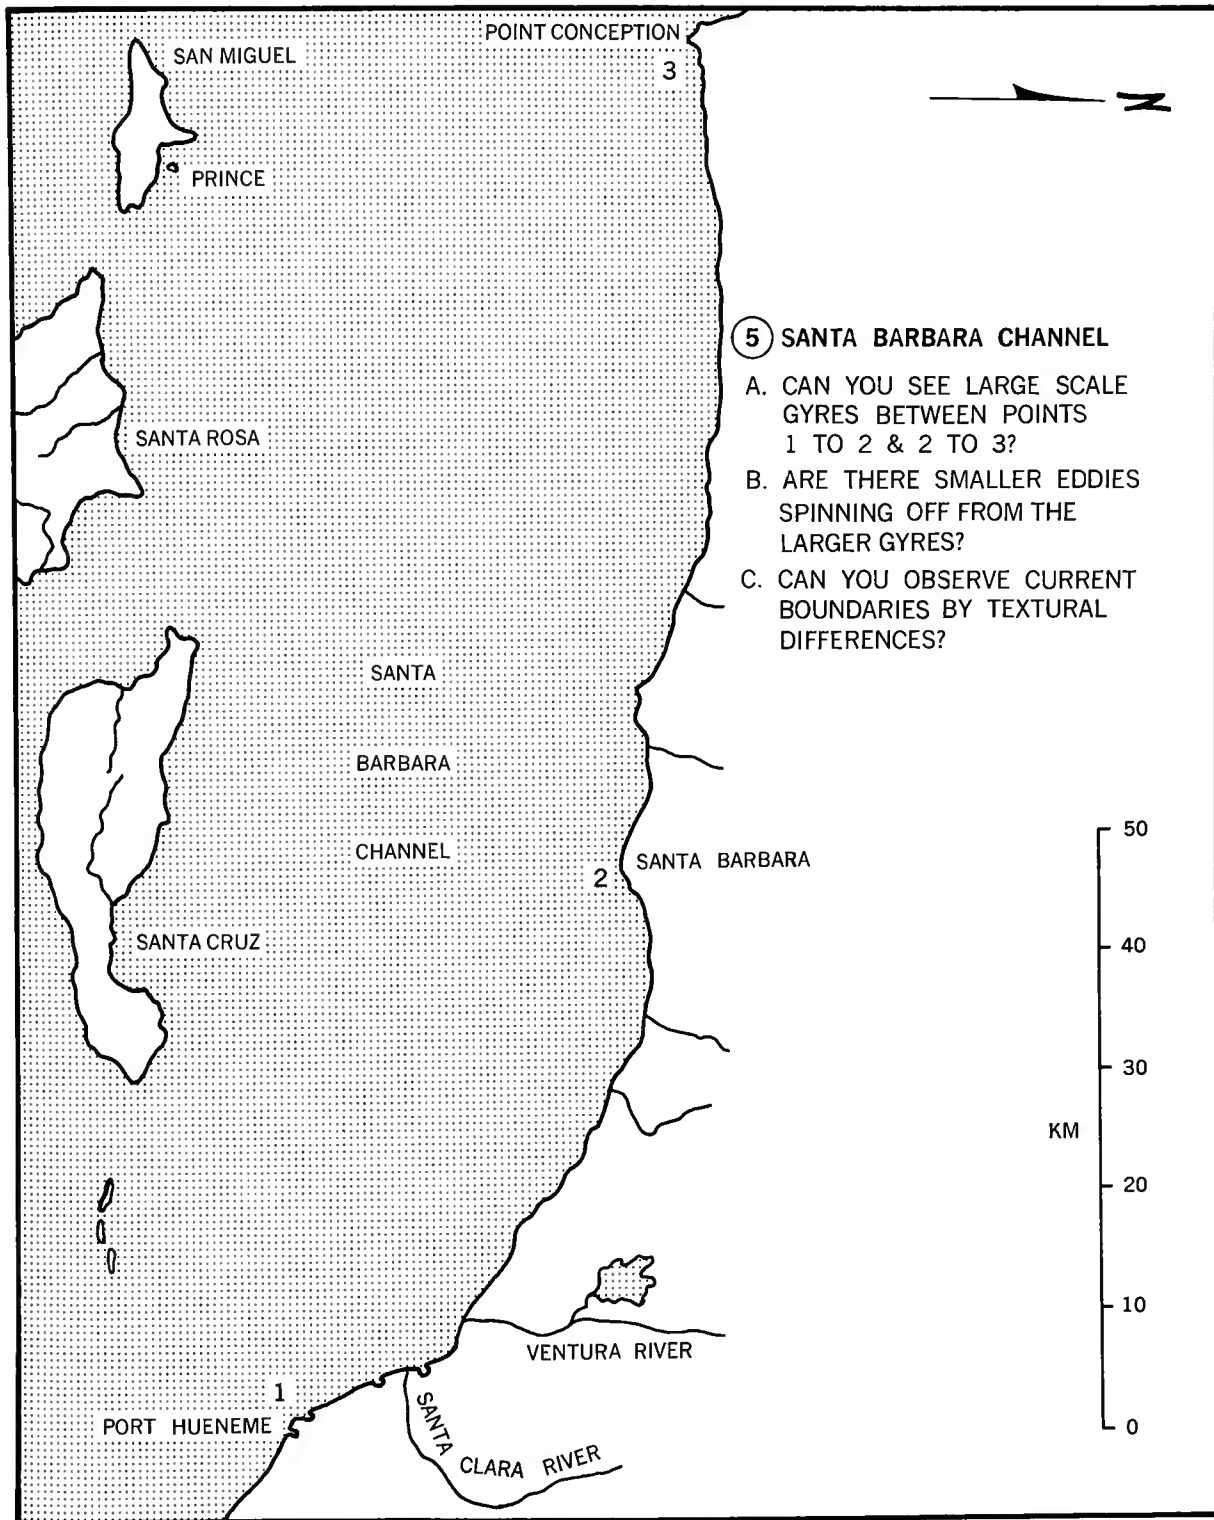 POINT CONCEPTION
3
SAN MIGUEL
N
PRINCE
5 SANTA BARBARA CHANNEL
A. CAN YOU SEE LARGE SCALE
GYRES BETWEEN POINTS
1 TO 2 & 2 TO 3?
B. ARE THERE SMALLER EDDIES
SPINNING OFF FROM THE
LARGER GYRES?
C. CAN YOU OBSERVE CURRENT
BOUNDARIES BY TEXTURAL
DIFFERENCES?
SANTA ROSA
SANTA
BARBARA
CHANNEL
2
SANTA BARBARA
SANTA CRUZ
50
40
30
KM
20
10
0
VENTURA RIVER
1
PORT HUENEME
SANTA
CLARA RIVER